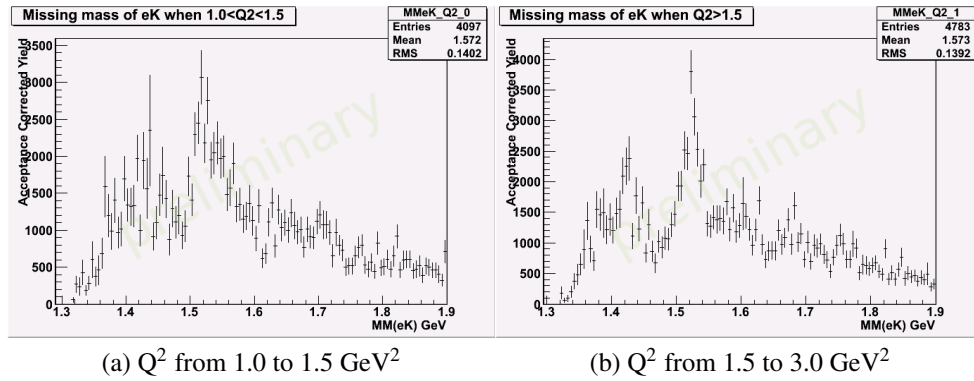 Missing mass of eK when 1.0<Q2<1.5
MMeK_Q2_0
Entries 4097
Mean 1.572
RMS 0.1402
Acceptance Corrected Yield
3500
3000
2500
2000
1500
1000
500
0
1.3 1.4 1.5 1.6 1.7 1.8 1.9
MM(eK) GeV
preliminary
(a) Q² from 1.0 to 1.5 GeV²
Missing mass of eK when Q2>1.5
MMeK_Q2_1
Entries 4783
Mean 1.573
RMS 0.1392
Acceptance Corrected Yield
4000
3500
3000
2500
2000
1500
1000
500
0
1.3 1.4 1.5 1.6 1.7 1.8 1.9
MM(eK) GeV
preliminary
(b) Q² from 1.5 to 3.0 GeV²